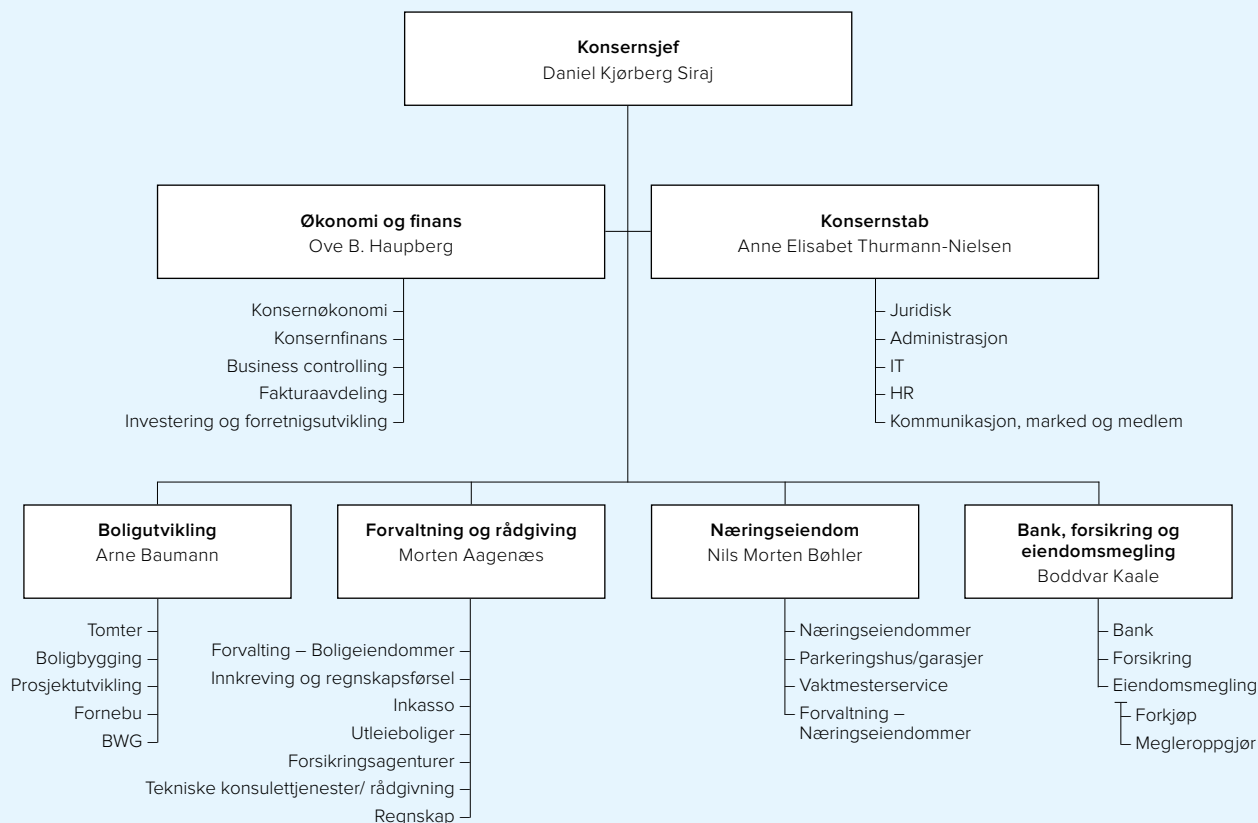 Konsernsjef
Daniel Kjørberg Siraj
Økonomi og finans
Ove B. Haupberg
Konsernøkonomi
Konsernfinans
Business controlling
Fakturaavdeling
Investering og forretnigsutvikling
Konsernstab
Anne Elisabet Thurmann-Nielsen
Juridisk
Administrasjon
IT
HR
Kommunikasjon, marked og medlem
Boligutvikling
Arne Baumann
Tomter
Boligbygging
Prosjektutvikling
Fornebu
BWG
Forvaltning og rådgiving
Morten Aagenæs
Forvalting – Boligeiendommer
Innkreving og regnskapsførsel
Inkasso
Utleieboliger
Forsikringsagenturer
Tekniske konsulettjenester/ rådgivning
Regnskap
Næringseiendom
Nils Morten Bøhler
Næringseiendommer
Parkeringshus/garasjer
Vaktmesterservice
Forvaltning –
Næringseiendommer
Bank, forsikring og
eiendomsmegling
Boddvar Kaale
Bank
Forsikring
Eiendomsmegling
Forkjøp
Megleroppgjør